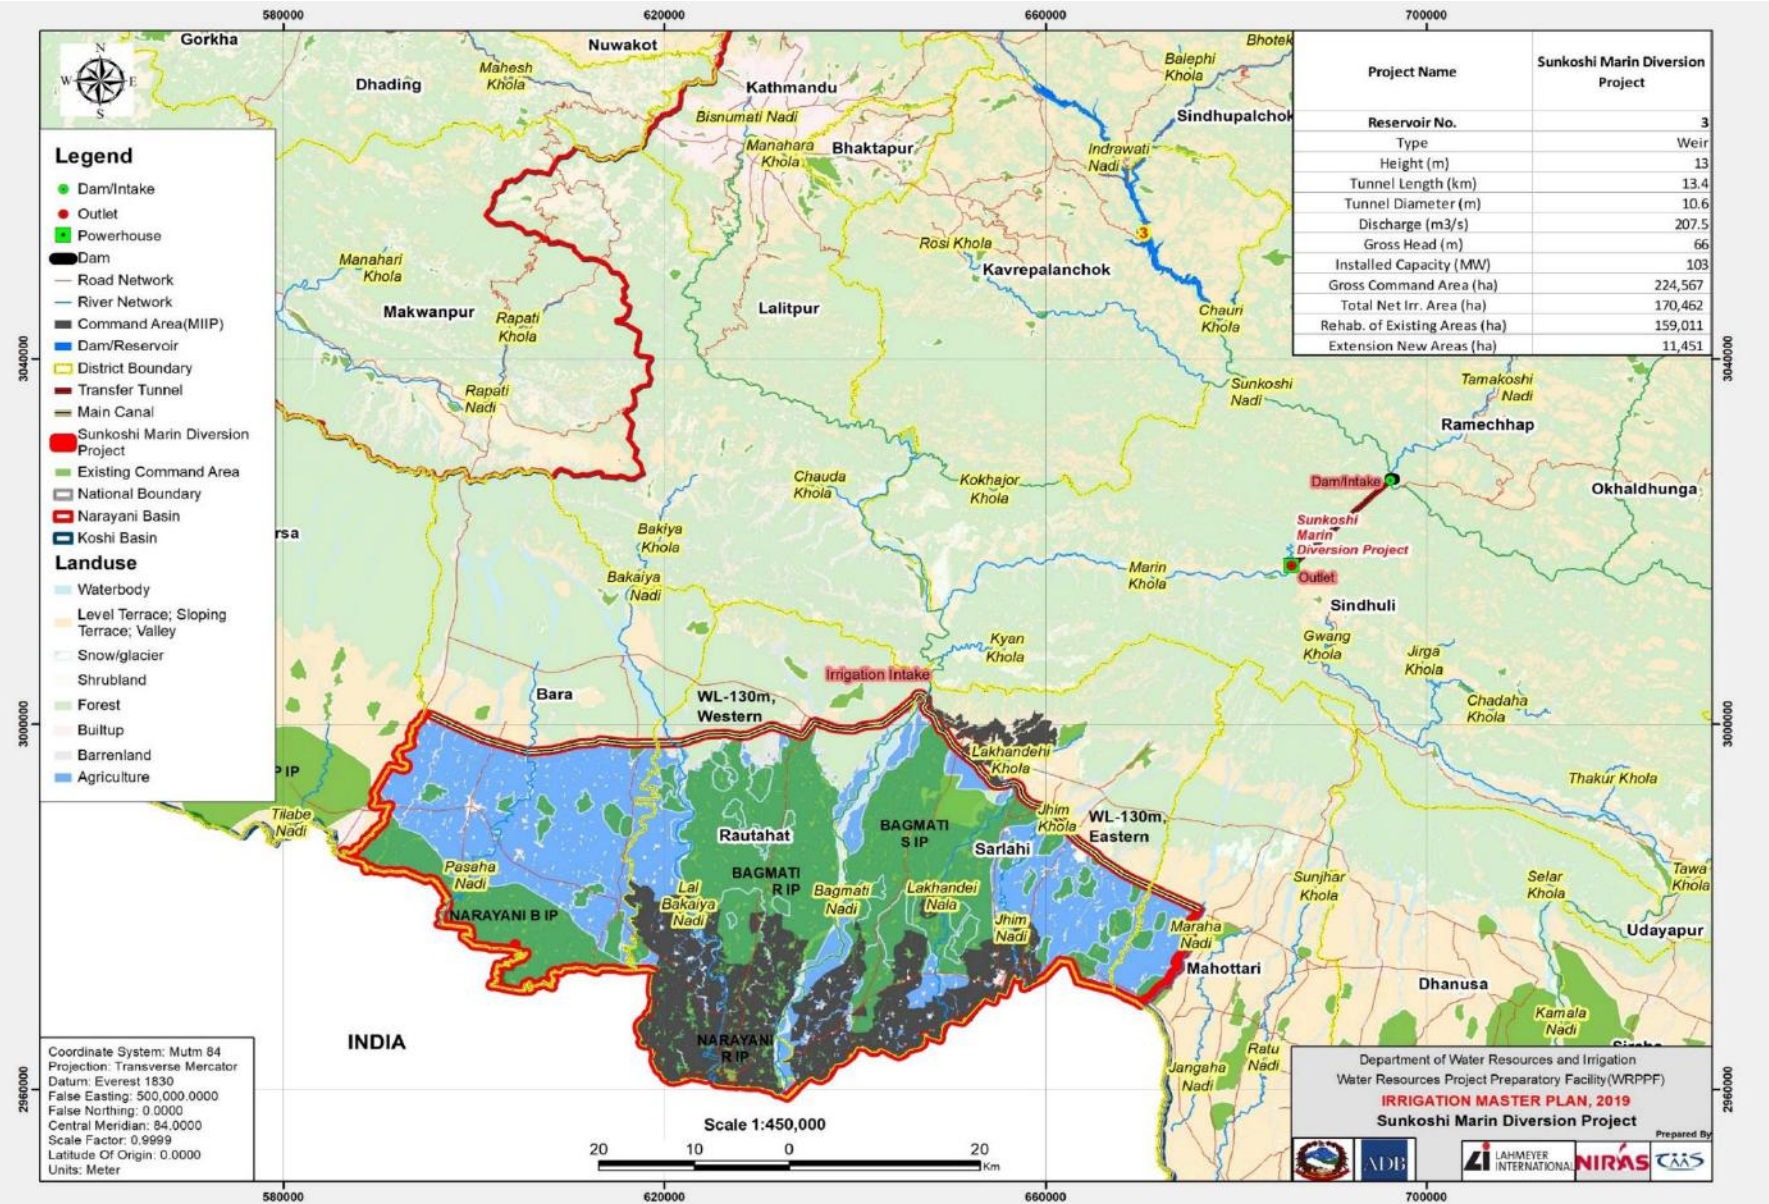 580000
620000
660000
700000
N
W
E
S
Gorkha
Dhading
Mahesh
Khola
Nuwakot
Kathmandu
Bisnumati Nadi
Manahara
Khola
Bhaktapur
Balephi
Khola
Bhotek
Sindhupalchok
Indrawati
Nadi
3
Rosi Khola
Kavrepalanchok
Chauri
Khola
Lalitpur
Manahari
Khola
Makwanpur
Rapati
Khola
Rapati
Nadi
Sunkoshi
Nadi
Tamakoshi
Nadi
Ramechhap
Okhaldhunga
Project Name
Sunkoshi Marin Diversion
Project
Reservoir No. 3
Type Weir
Height (m) 13
Tunnel Length (km) 13.4
Tunnel Diameter (m) 10.6
Discharge (m3/s) 207.5
Gross Head (m) 66
Installed Capacity (MW) 103
Gross Command Area (ha) 224,567
Total Net Irr. Area (ha) 170,462
Rehab. of Existing Areas (ha) 159,011
Extension New Areas (ha) 11,451
Legend
Dam/Intake
Outlet
Powerhouse
Dam
Road Network
River Network
Command Area(MIIP)
Dam/Reservoir
District Boundary
Transfer Tunnel
Main Canal
Sunkoshi Marin Diversion
Project
Existing Command Area
National Boundary
Narayani Basin
Koshi Basin
Landuse
Waterbody
Level Terrace; Sloping
Terrace; Valley
Snow/glacier
Shrubland
Forest
Builtup
Barrenland
Agriculture
3040000
3000000
2960000
3040000
3000000
2960000
Chauda
Khola
Kokhajor
Khola
Dam/Intake
Sunkoshi
Marin
Diversion Project
Outlet
Marin
Khola
Sindhuli
Bakiya
Khola
Bakaiya
Nadi
rsa
Kyan
Khola
Gwang
Khola
Jirga
Khola
Chadaha
Khola
Thakur Khola
Irrigation Intake
WL-130m,
Western
Bara
P IP
Tilabe
Nadi
Lakhandehi
Khola
Jhim
Khola
WL-130m,
Eastern
Rautahat
BAGMATI
S IP
Sarlahi
BAGMATI
R IP
Pasaha
Nadi
NARAYANI B IP
Lal
Bakaiya
Nadi
Bagmati
Nadi
Lakhandei
Nala
Jhim
Nadi
Sunjhar
Khola
Selar
Khola
Tawa
Khola
Udayapur
Maraha
Nadi
Mahottari
Dhanusa
Kamala
Nadi
NARAYANI
R IP
INDIA
Jangaha
Nadi
Ratu
Nadi
Coordinate System: Mutm 84
Projection: Transverse Mercator
Datum: Everest 1830
False Easting: 500,000.0000
False Northing: 0.0000
Central Meridian: 84.0000
Scale Factor: 0.9999
Latitude Of Origin: 0.0000
Units: Meter
Scale 1:450,000
20 10 0 20
Km
Department of Water Resources and Irrigation
Water Resources Project Preparatory Facility(WRPPF)
IRRIGATION MASTER PLAN, 2019
Sunkoshi Marin Diversion Project
Prepared By
ADB
LAHMEYER
INTERNATIONAL
NIRAS
580000
620000
660000
700000